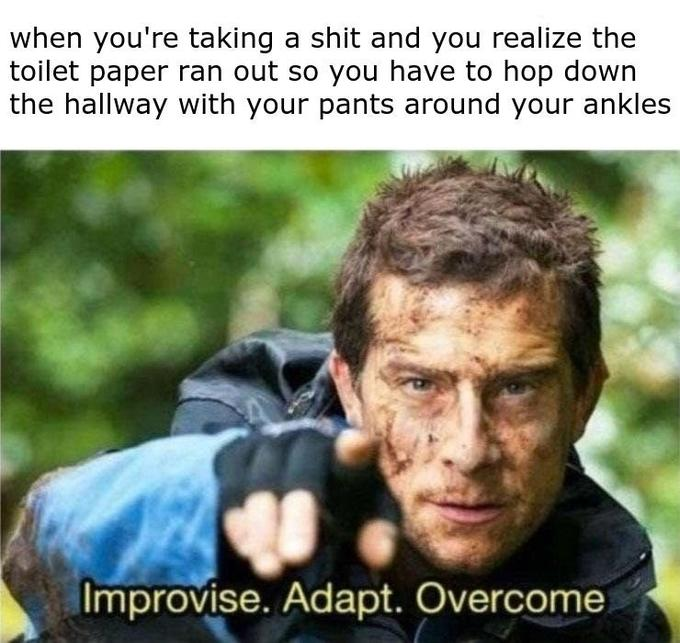 when you're taking a shit and you realize the
toilet paper ran out so you have to hop down
the hallway with your pants around your ankles
Improvise. Adapt. Overcome